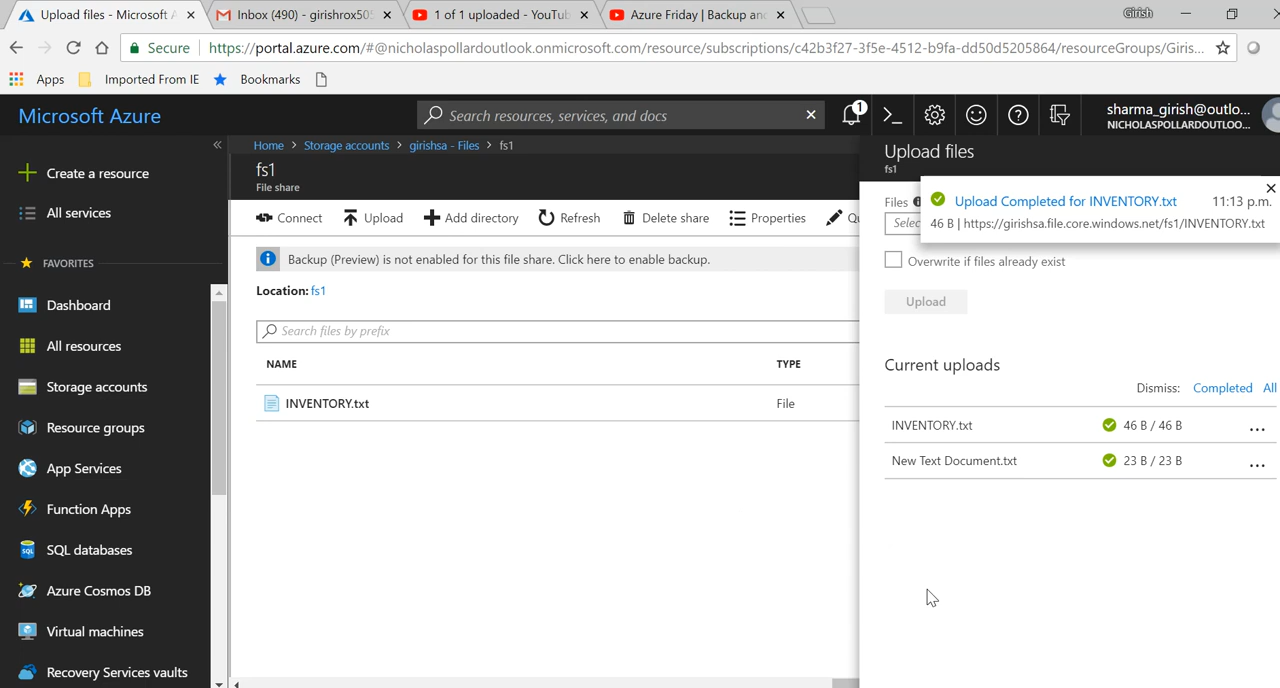 Upload files - Microsoft A
Inbox (490) - girishrox505
1 of 1 uploaded - YouTub
Azure Friday | Backup and
Girish
Secure
https://portal.azure.com/#@nicholaspollardoutlook.onmicrosoft.com/resource/subscriptions/c42b3f27-3f5e-4512-b9fa-dd50d5205864/resourceGroups/Giris...
Apps
Imported From IE
Bookmarks
Microsoft Azure
Search resources, services, and docs
1
sharma_girish@outlo...
NICHOLASPOLLARDOUTLOO...
Create a resource
All services
FAVORITES
Dashboard
All resources
Storage accounts
Resource groups
App Services
Function Apps
SQL databases
Azure Cosmos DB
Virtual machines
Recovery Services vaults
Home > Storage accounts > girishsa - Files > fs1
fs1
File share
Connect
Upload
Add directory
Refresh
Delete share
Properties
Qu
Backup (Preview) is not enabled for this file share. Click here to enable backup.
Location: fs1
Search files by prefix
NAME
TYPE
INVENTORY.txt
File
Upload files
fs1
Files
Selec
Upload Completed for INVENTORY.txt
11:13 p.m.
46 B | https://girishsa.file.core.windows.net/fs1/INVENTORY.txt
Overwrite if files already exist
Upload
Current uploads
Dismiss: Completed All
INVENTORY.txt 46 B / 46 B ...
New Text Document.txt 23 B / 23 B ...